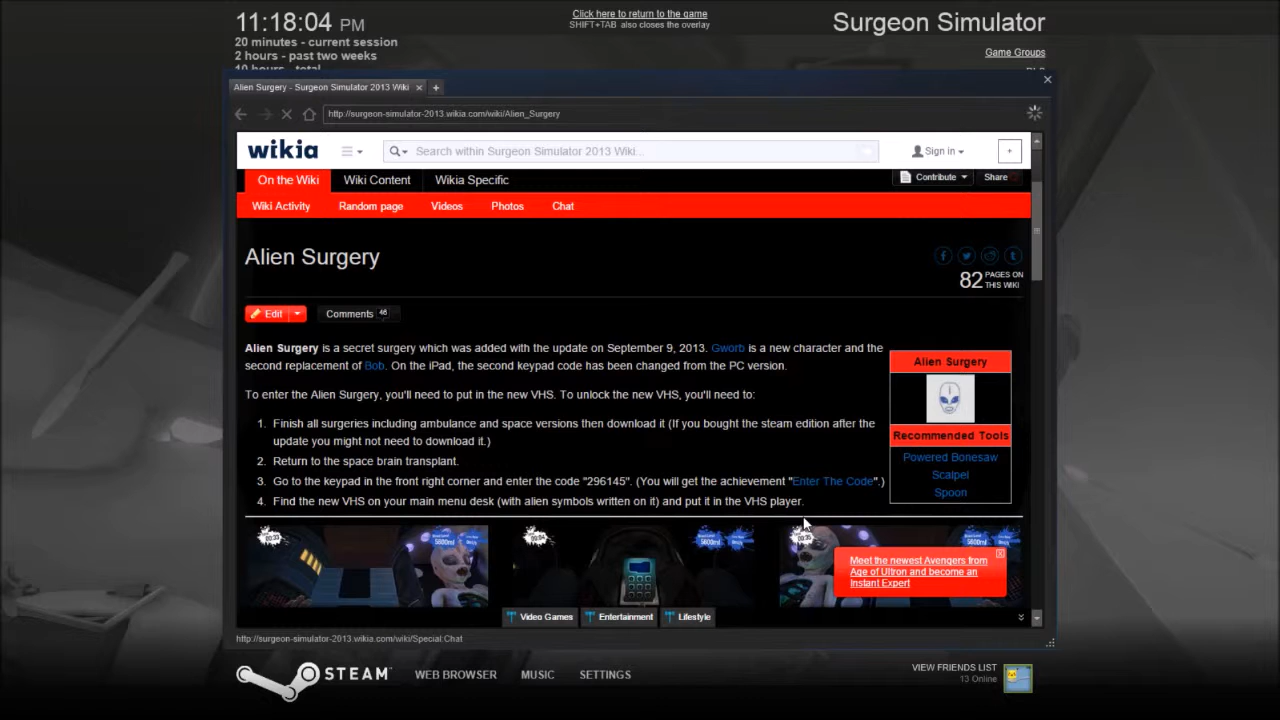 11:18:04 PM
20 minutes - current session
2 hours - past two weeks
10 hours - total
Click here to return to the game
SHIFT+TAB also closes the overlay
Surgeon Simulator
Game Groups
Alien Surgery - Surgeon Simulator 2013 Wiki
http://surgeon-simulator-2013.wikia.com/wiki/Alien_Surgery
wikia
Search within Surgeon Simulator 2013 Wiki...
Sign in
On the Wiki Wiki Content Wikia Specific
Contribute Share
Wiki Activity Random page Videos Photos Chat
Alien Surgery
82 PAGES ON
THIS WIKI
Edit Comments 46
Alien Surgery is a secret surgery which was added with the update on September 9, 2013. Gworb is a new character and the
second replacement of Bob. On the iPad, the second keypad code has been changed from the PC version.
To enter the Alien Surgery, you'll need to put in the new VHS. To unlock the new VHS, you'll need to:
1. Finish all surgeries including ambulance and space versions then download it (If you bought the steam edition after the
update you might not need to download it.)
2. Return to the space brain transplant.
3. Go to the keypad in the front right corner and enter the code "296145". (You will get the achievement "Enter The Code".)
4. Find the new VHS on your main menu desk (with alien symbols written on it) and put it in the VHS player.
Alien Surgery
Recommended Tools
Powered Bonesaw
Scalpel
Spoon
Meet the newest Avengers from
Age of Ultron and become an
Instant Expert!
Video Games Entertainment Lifestyle
http://surgeon-simulator-2013.wikia.com/wiki/Special:Chat
STEAM WEB BROWSER MUSIC SETTINGS
VIEW FRIENDS LIST
13 Online